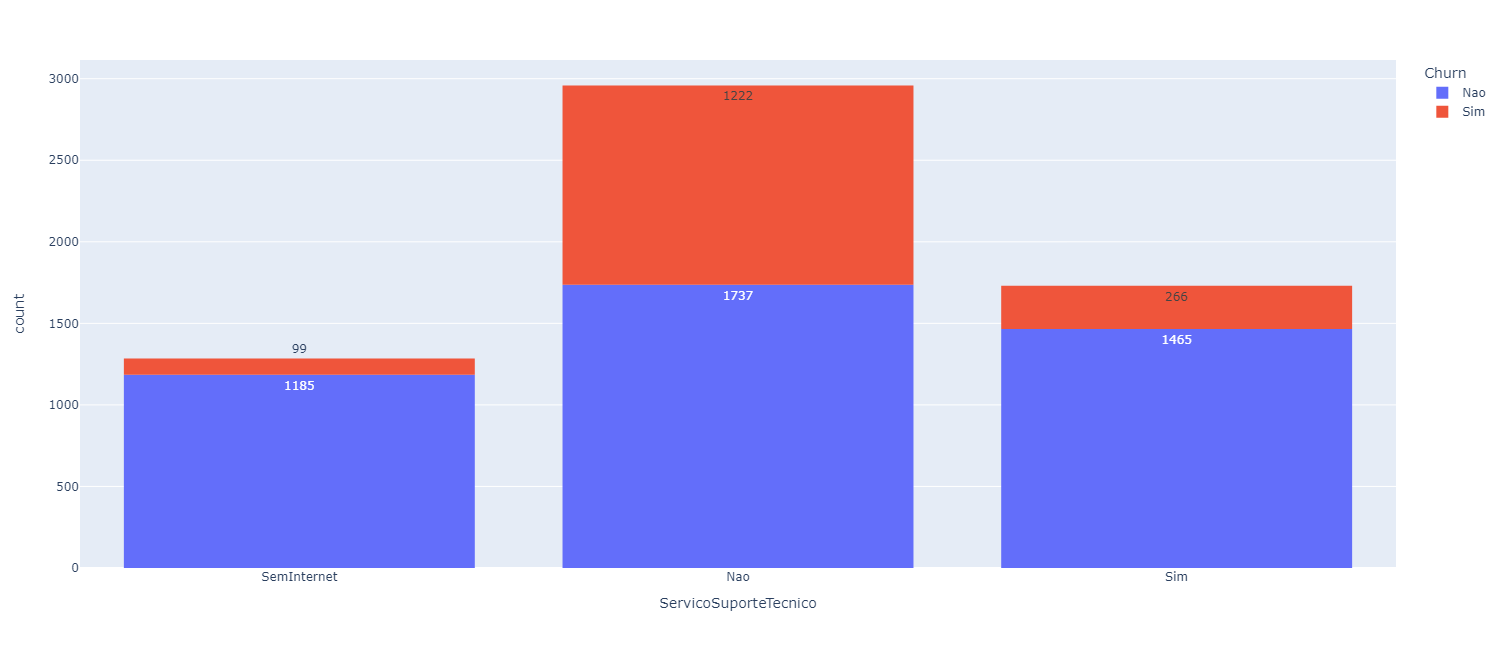 Churn
Nao
Sim
3000
2500
2000
1500
1000
500
0
count
99
1185
1222
1737
266
1465
SemInternet
Nao
Sim
ServicoSuporteTecnico